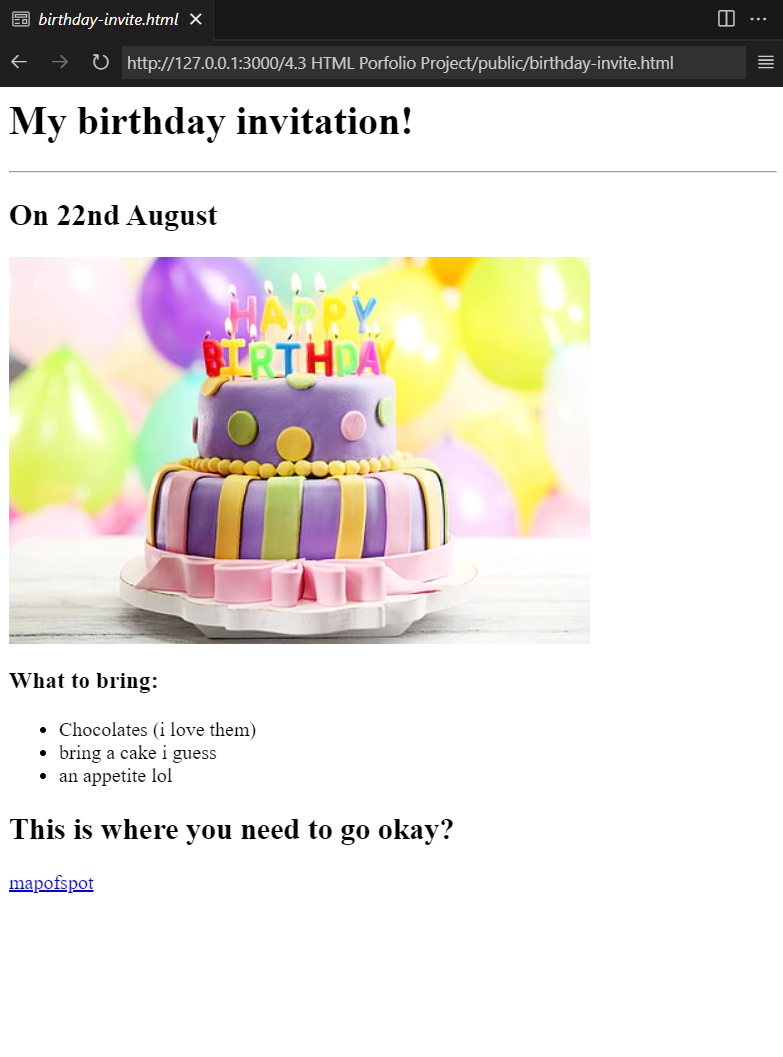 birthday-invite.html
http://127.0.0.1:3000/4.3 HTML Porfolio Project/public/birthday-invite.html
My birthday invitation!
On 22nd August
HAPPY
BIRTHDAY
What to bring:
Chocolates (i love them)
bring a cake i guess
an appetite lol
This is where you need to go okay?
mapofspot